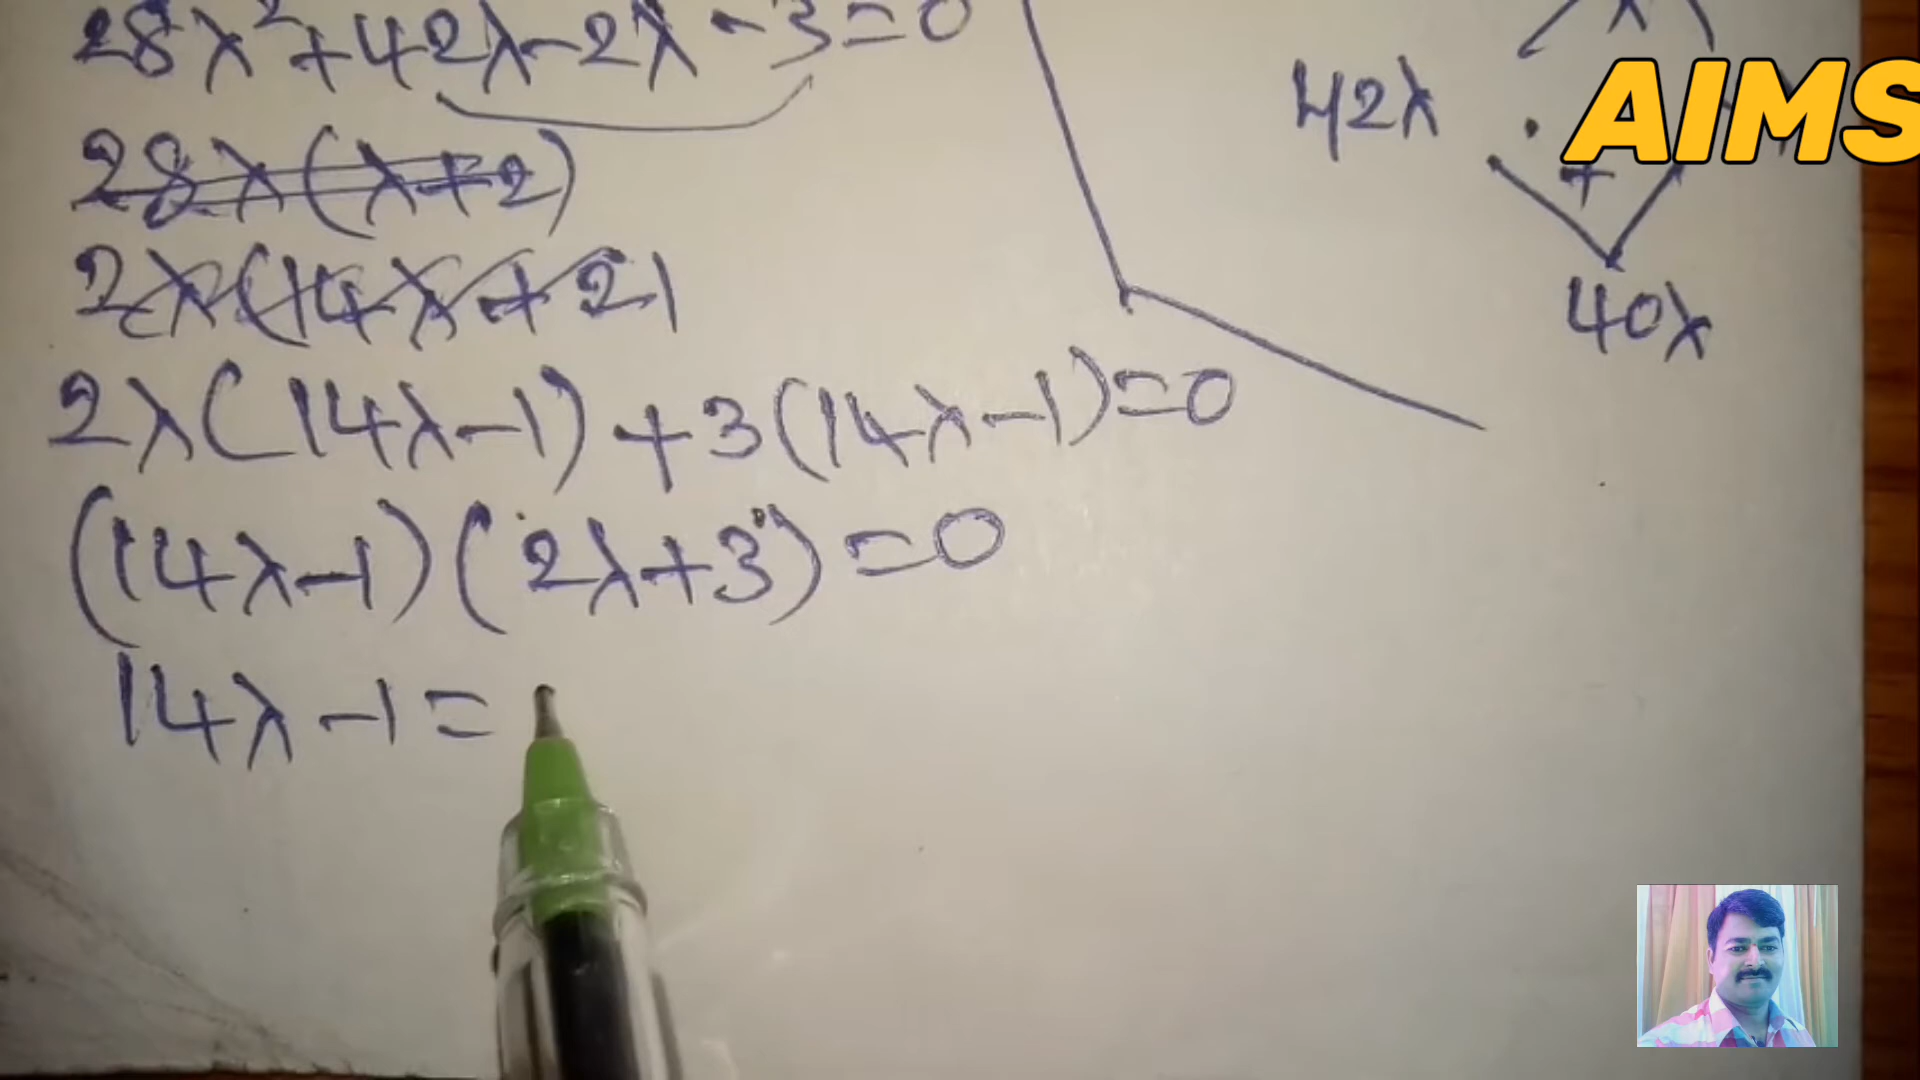 28λ²+42λ-2λ-3=0
28λ(λ+2)
2λ(14λ+21
2λ(14λ-1)+3(14λ-1)=0
(14λ-1)(2λ+3)=0
14λ-1=
42λ
+
40λ
AIMS